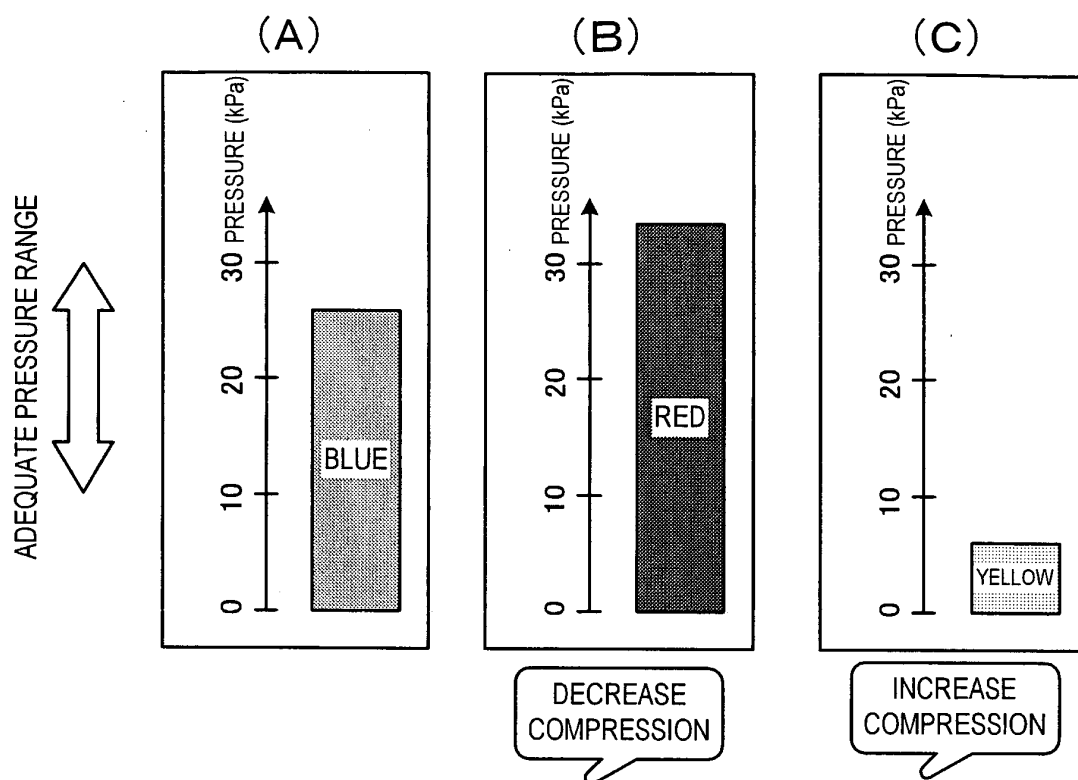 (A)
(B)
(C)
ADEQUATE PRESSURE RANGE
PRESSURE (kPa)
30
20
10
0
BLUE
PRESSURE (kPa)
30
20
10
0
RED
PRESSURE (kPa)
30
20
10
0
YELLOW
DECREASE
COMPRESSION
INCREASE
COMPRESSION